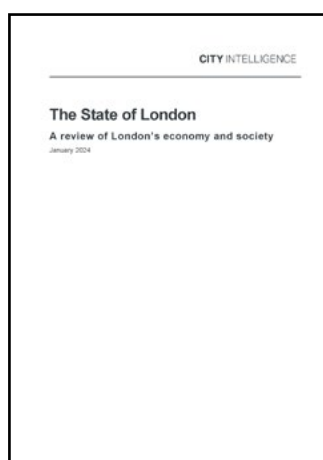 CITY INTELLIGENCE
The State of London
A review of London's economy and society
January 2024